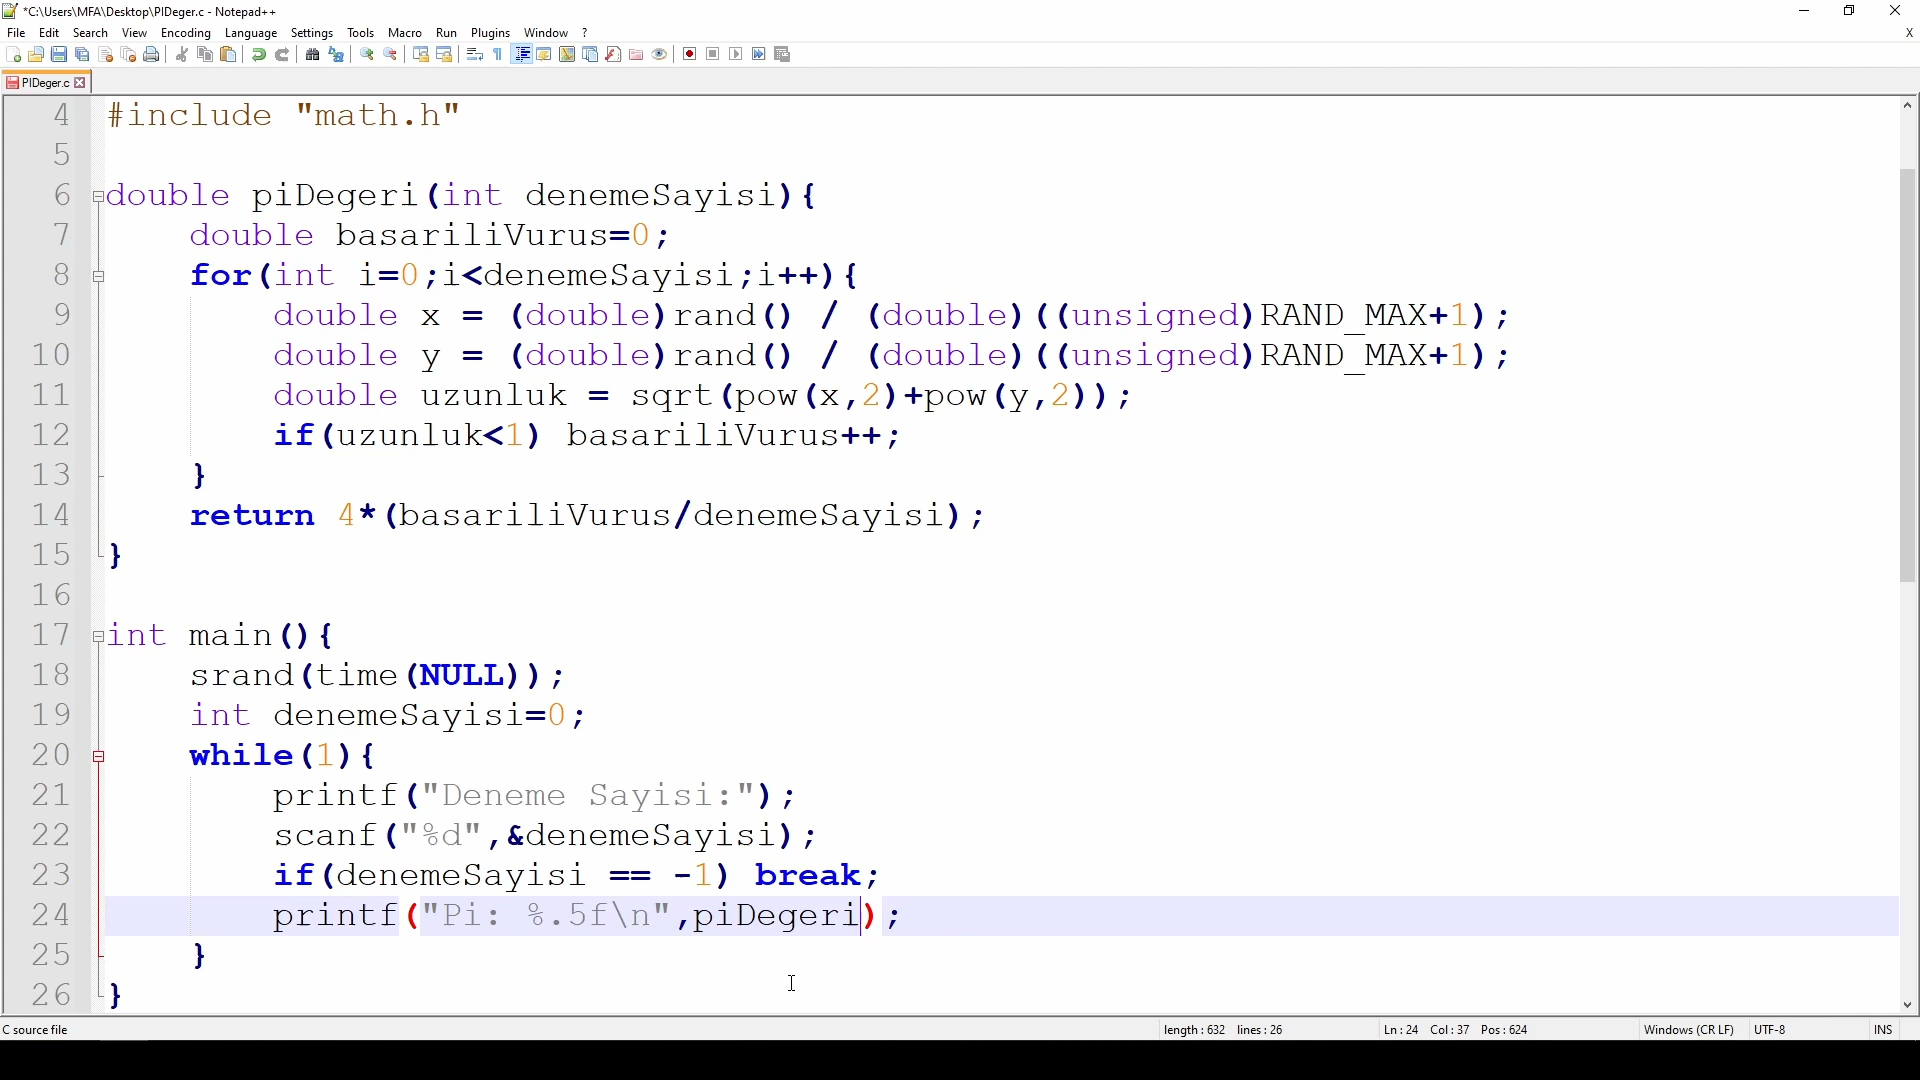 *C:\Users\MFA\Desktop\PIDeger.c - Notepad++
File Edit Search View Encoding Language Settings Tools Macro Run Plugins Window ? X
PIDeger.c
4 #include "math.h"
5
6 double piDegeri(int denemeSayisi){
7 double basariliVurus=0;
8 for(int i=0;i<denemeSayisi;i++){
9 double x = (double)rand() / (double)((unsigned)RAND_MAX+1);
10 double y = (double)rand() / (double)((unsigned)RAND_MAX+1);
11 double uzunluk = sqrt(pow(x,2)+pow(y,2));
12 if(uzunluk<1) basariliVurus++;
13 }
14 return 4*(basariliVurus/denemeSayisi);
15 }
16
17 int main(){
18 srand(time(NULL));
19 int denemeSayisi=0;
20 while(1){
21 printf("Deneme Sayisi:");
22 scanf("%d",&denemeSayisi);
23 if(denemeSayisi == -1) break;
24 printf("Pi: %.5f\n",piDegeri);
25 }
26 }
C source file length : 632 lines : 26 Ln : 24 Col : 37 Pos : 624 Windows (CR LF) UTF-8 INS